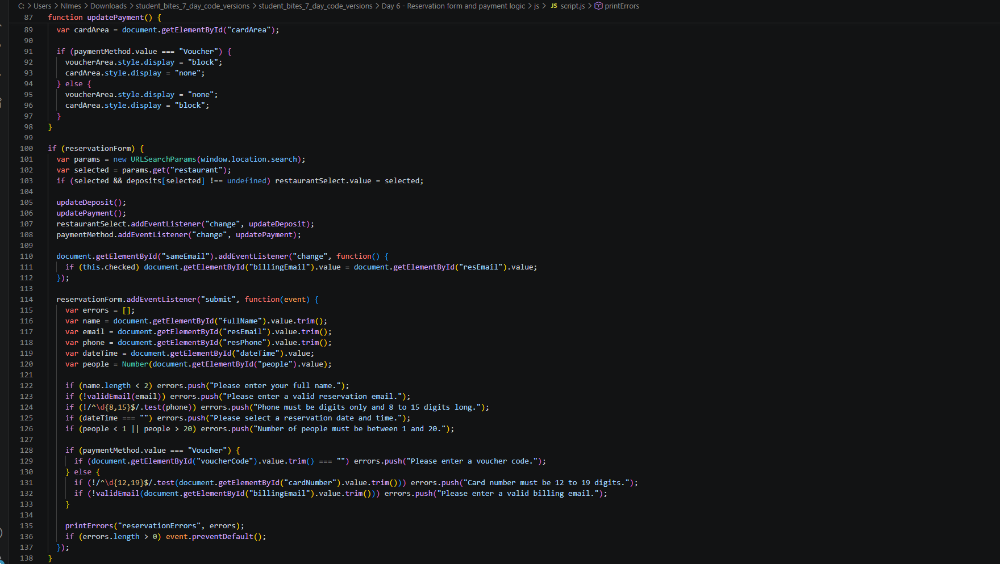 C: > Users > NImes > Downloads > student_bites_7_day_code_versions > student_bites_7_day_code_versions > Day 6 - Reservation form and payment logic > js > JS script.js > printErrors
87 function updatePayment() {
89 var cardArea = document.getElementById("cardArea");
90
91 if (paymentMethod.value === "Voucher") {
92 voucherArea.style.display = "block";
93 cardArea.style.display = "none";
94 } else {
95 voucherArea.style.display = "none";
96 cardArea.style.display = "block";
97 }
98 }
99
100 if (reservationForm) {
101 var params = new URLSearchParams(window.location.search);
102 var selected = params.get("restaurant");
103 if (selected && deposits[selected] !== undefined) restaurantSelect.value = selected;
104
105 updateDeposit();
106 updatePayment();
107 restaurantSelect.addEventListener("change", updateDeposit);
108 paymentMethod.addEventListener("change", updatePayment);
109
110 document.getElementById("sameEmail").addEventListener("change", function() {
111 if (this.checked) document.getElementById("billingEmail").value = document.getElementById("resEmail").value;
112 });
113
114 reservationForm.addEventListener("submit", function(event) {
115 var errors = [];
116 var name = document.getElementById("fullName").value.trim();
117 var email = document.getElementById("resEmail").value.trim();
118 var phone = document.getElementById("resPhone").value.trim();
119 var dateTime = document.getElementById("dateTime").value;
120 var people = Number(document.getElementById("people").value);
121
122 if (name.length < 2) errors.push("Please enter your full name.");
123 if (!validEmail(email)) errors.push("Please enter a valid reservation email.");
124 if (!/^\d{8,15}$/.test(phone)) errors.push("Phone must be digits only and 8 to 15 digits long.");
125 if (dateTime === "") errors.push("Please select a reservation date and time.");
126 if (people < 1 || people > 20) errors.push("Number of people must be between 1 and 20.");
127
128 if (paymentMethod.value === "Voucher") {
129 if (document.getElementById("voucherCode").value.trim() === "") errors.push("Please enter a voucher code.");
130 } else {
131 if (!/^\d{12,19}$/.test(document.getElementById("cardNumber").value.trim())) errors.push("Card number must be 12 to 19 digits.");
132 if (!validEmail(document.getElementById("billingEmail").value.trim())) errors.push("Please enter a valid billing email.");
133 }
134
135 printErrors("reservationErrors", errors);
136 if (errors.length > 0) event.preventDefault();
137 });
138 }